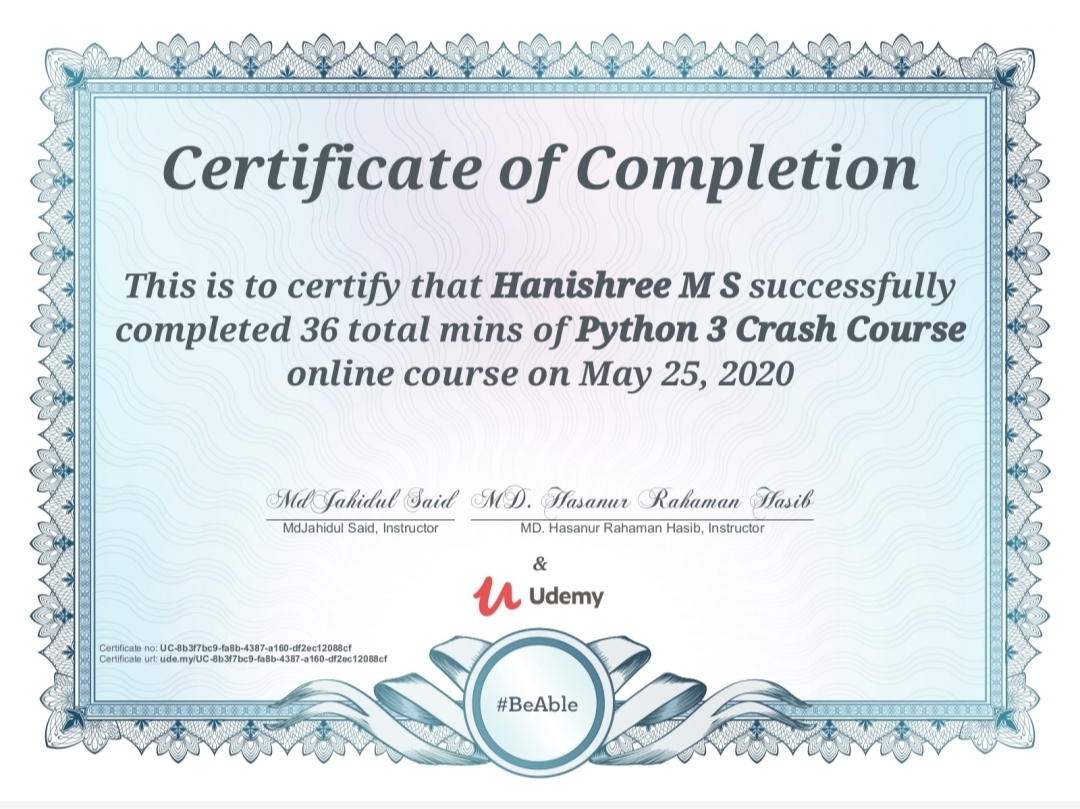 Certificate of Completion
This is to certify that Hanishree M S successfully
completed 36 total mins of Python 3 Crash Course
online course on May 25, 2020
MdJahidul Said MD. Hasanur Rahaman Hasib
MdJahidul Said, Instructor MD. Hasanur Rahaman Hasib, Instructor
&
Udemy
Certificate no: UC-8b3f7bc9-fa8b-4387-a160-df2ec12088cf
Certificate url: ude.my/UC-8b3f7bc9-fa8b-4387-a160-df2ec12088cf
#BeAble